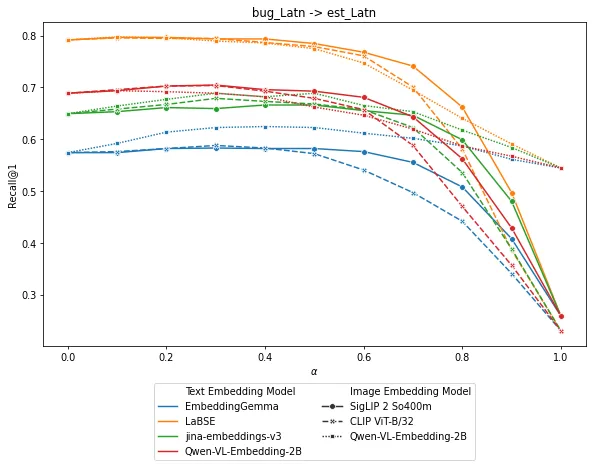 bug_Latn -> est_Latn
Recall@1
0.8
0.7
0.6
0.5
0.4
0.3
0.0
0.2
0.4
0.6
0.8
1.0
α
Text Embedding Model
EmbeddingGemma
LaBSE
jina-embeddings-v3
Qwen-VL-Embedding-2B
Image Embedding Model
SigLIP 2 So400m
CLIP ViT-B/32
Qwen-VL-Embedding-2B